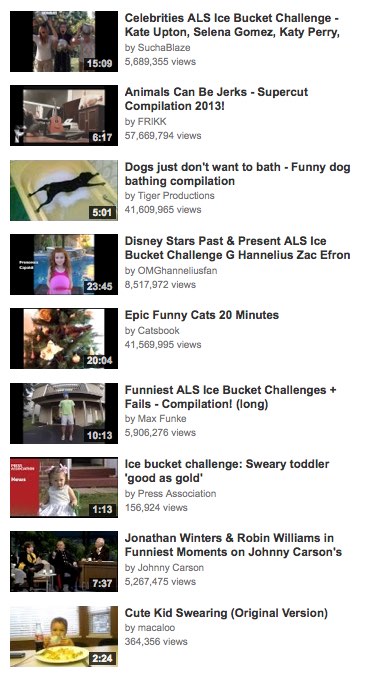 15:09
Celebrities ALS Ice Bucket Challenge -
Kate Upton, Selena Gomez, Katy Perry,
by SuchaBlaze
5,689,355 views
6:17
Animals Can Be Jerks - Supercut
Compilation 2013!
by FRIKK
57,669,794 views
5:01
Dogs just don't want to bath - Funny dog
bathing compilation
by Tiger Productions
41,609,965 views
23:45
Disney Stars Past & Present ALS Ice
Bucket Challenge G Hannelius Zac Efron
by OMGhanneliusfan
8,517,972 views
20:04
Epic Funny Cats 20 Minutes
by Catsbook
41,569,995 views
10:13
Funniest ALS Ice Bucket Challenges +
Fails - Compilation! (long)
by Max Funke
5,906,276 views
PRESS
ASSOCIATION
News
1:13
Ice bucket challenge: Sweary toddler
'good as gold'
by Press Association
156,924 views
7:37
Jonathan Winters & Robin Williams in
Funniest Moments on Johnny Carson's
by Johnny Carson
5,267,475 views
2:24
Cute Kid Swearing (Original Version)
by macaloo
364,356 views